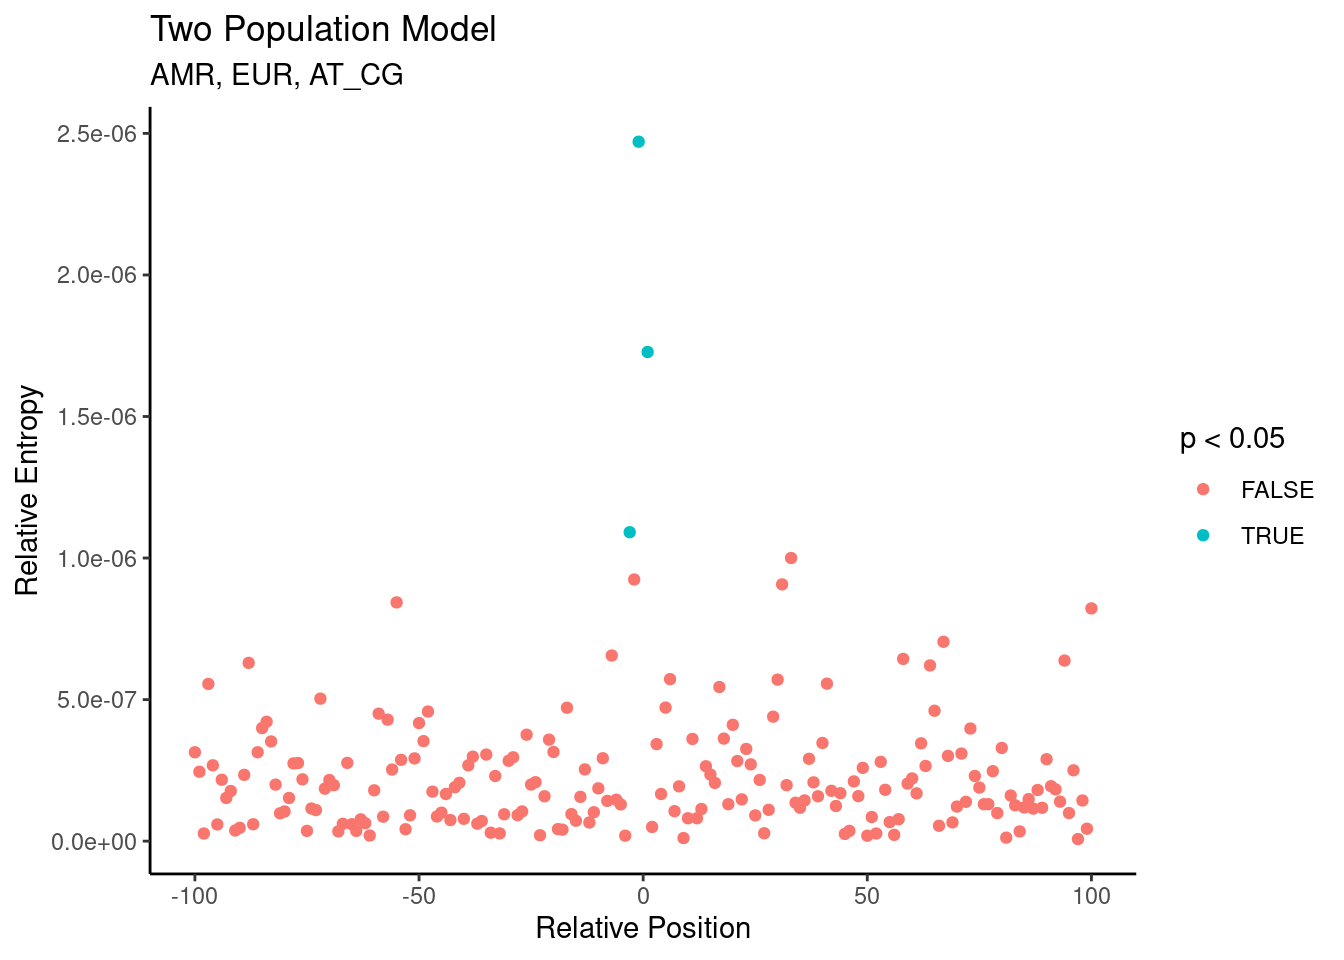 Two Population Model
AMR, EUR, AT_CG
2.5e-06
2.0e-06
1.5e-06
1.0e-06
5.0e-07
0.0e+00
Relative Entropy
-100
-50
0
50
100
Relative Position
p < 0.05
FALSE
TRUE